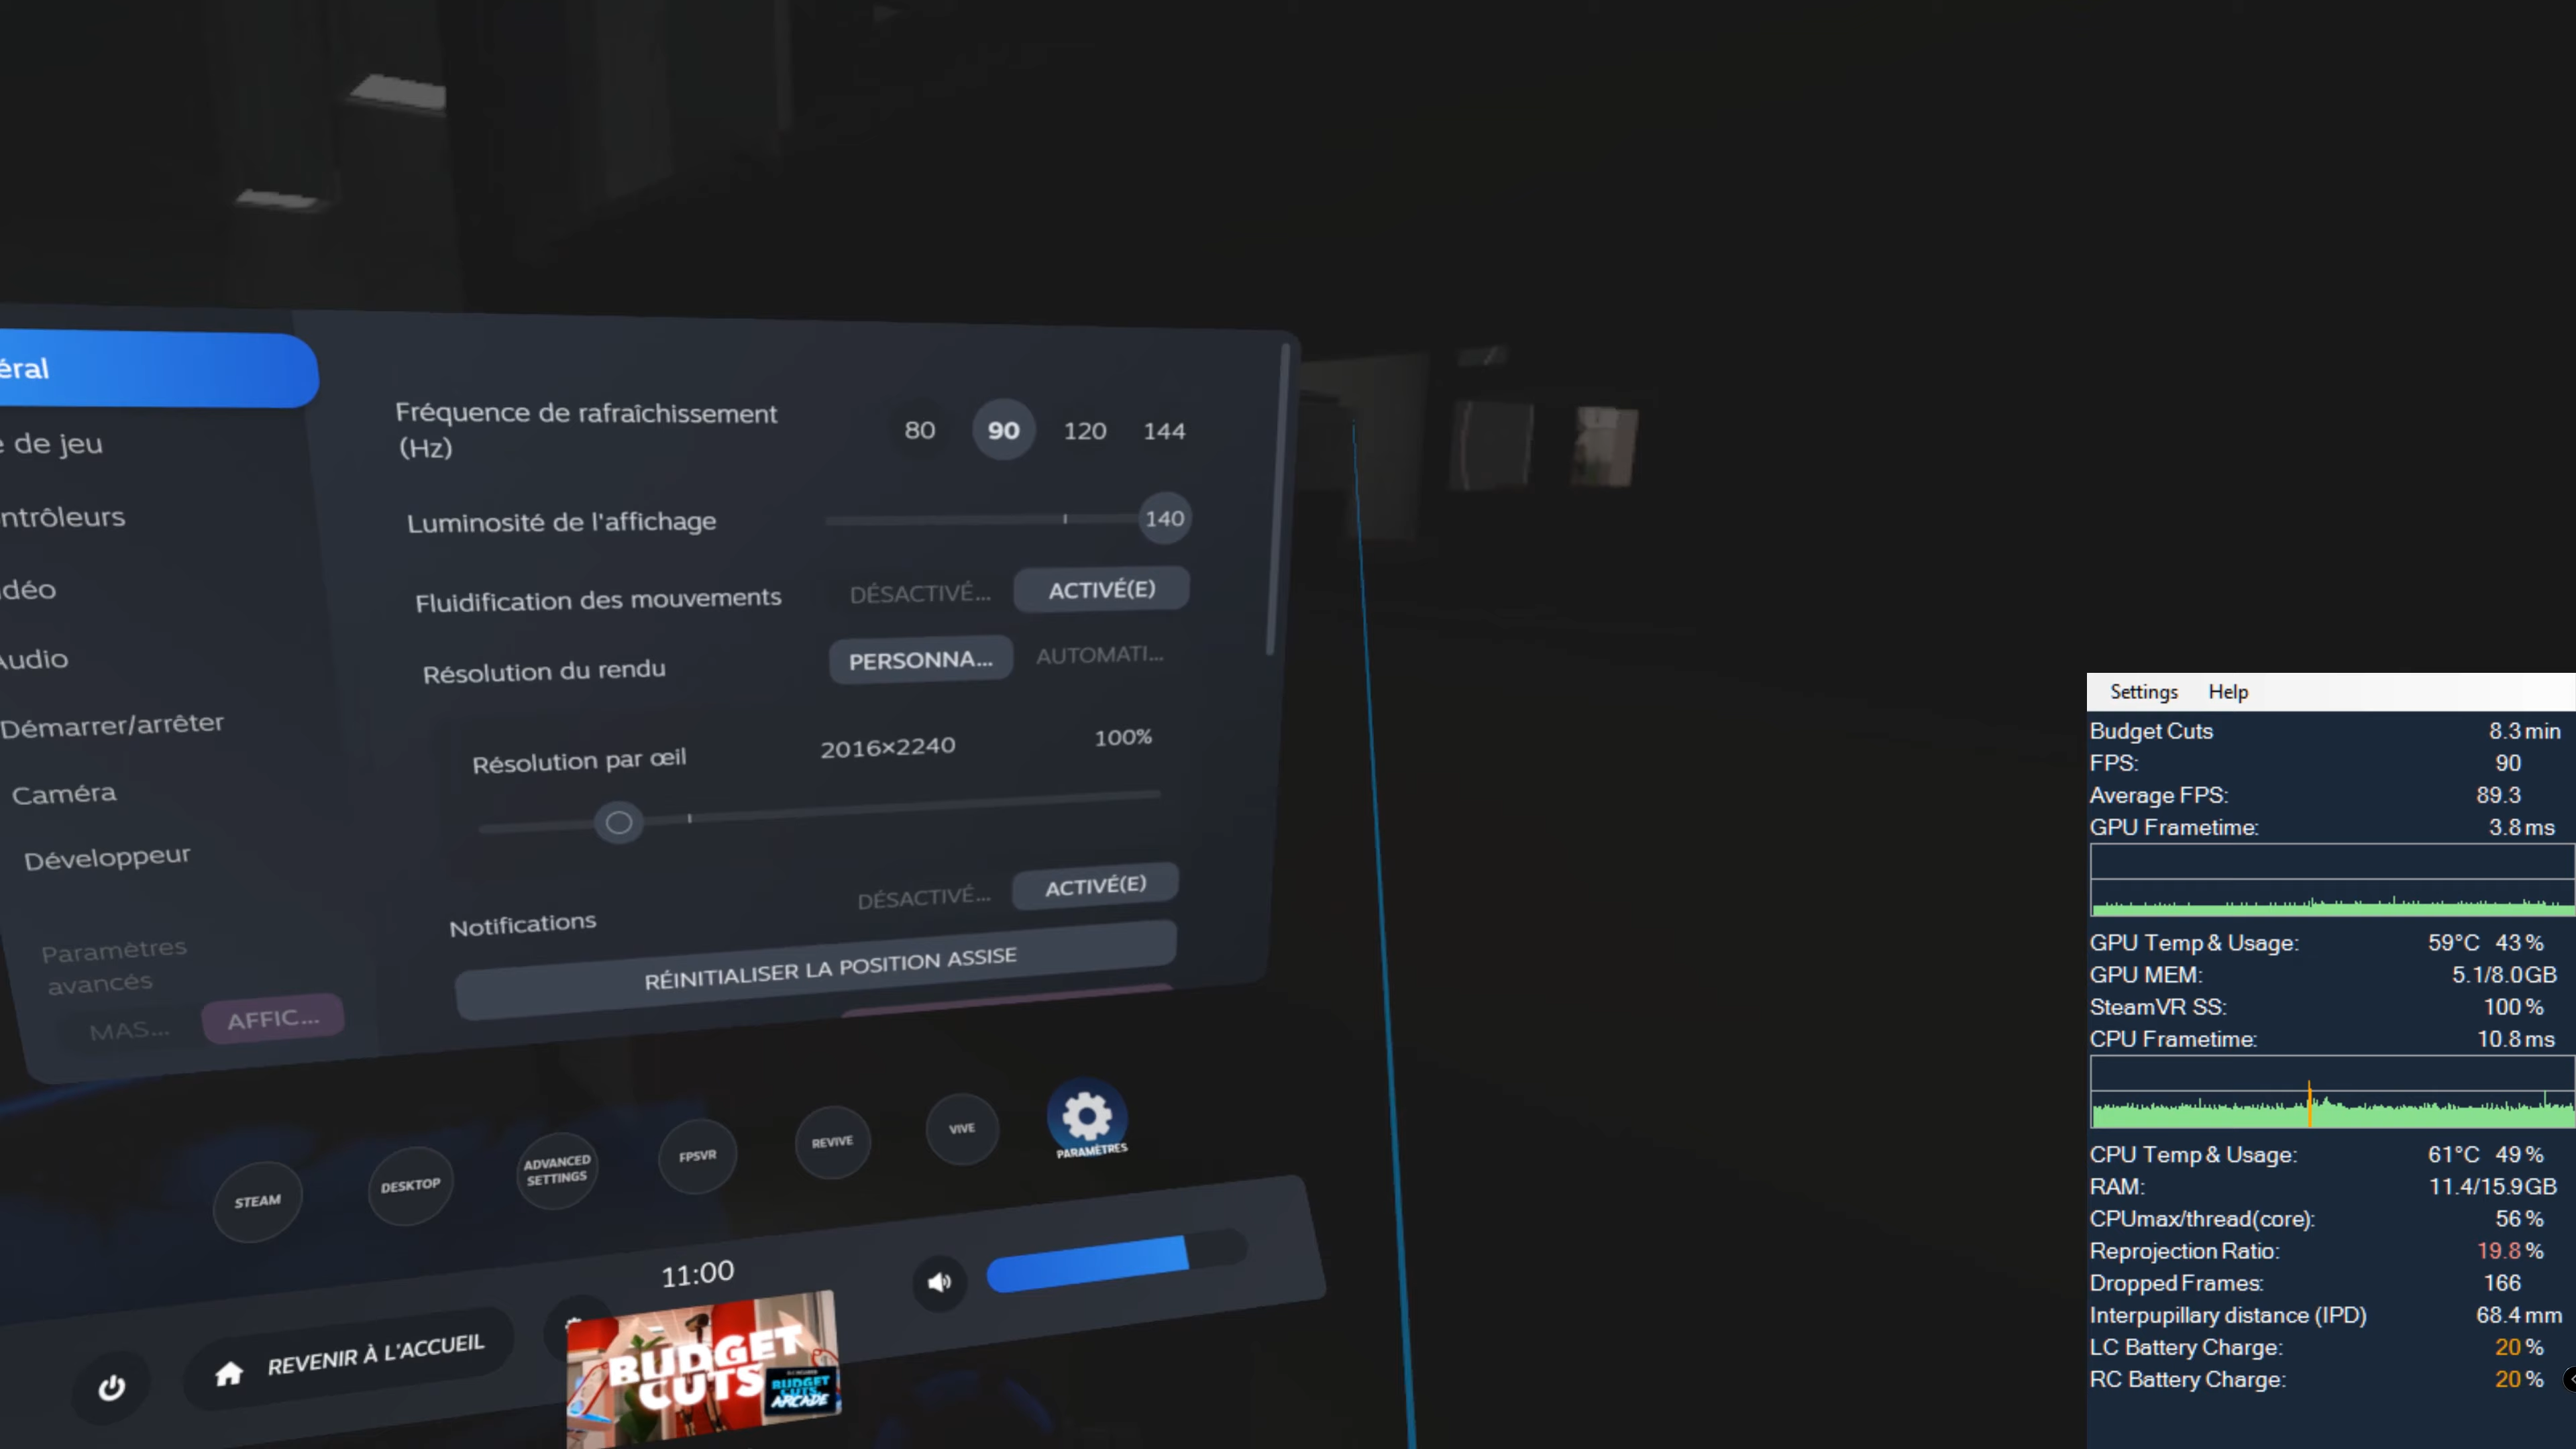 éral
e de jeu
ntrôleurs
déo
Audio
Démarrer/arrêter
Caméra
Développeur
Paramètres
avancés
MAS...
AFFIC...
Fréquence de rafraîchissement
(Hz)
80 90 120 144
Luminosité de l'affichage
140
Fluidification des mouvements
DÉSACTIVÉ... ACTIVÉ(E)
Résolution du rendu
PERSONNA... AUTOMATI...
Résolution par œil 2016×2240 100%
Notifications
DÉSACTIVÉ... ACTIVÉ(E)
RÉINITIALISER LA POSITION ASSISE
STEAM
DESKTOP
ADVANCED
SETTINGS
FPSVR
REVIVE
VIVE
PARAMÈTRES
11:00
REVENIR À L'ACCUEIL
BUDGET
CUTS
BUDGET
CUTS
ARCADE
Settings Help
Budget Cuts 8.3 min
FPS: 90
Average FPS: 89.3
GPU Frametime: 3.8 ms
GPU Temp & Usage: 59°C 43 %
GPU MEM: 5.1/8.0GB
SteamVR SS: 100 %
CPU Frametime: 10.8 ms
CPU Temp & Usage: 61°C 49 %
RAM: 11.4/15.9GB
CPUmax/thread(core): 56 %
Reprojection Ratio: 19.8 %
Dropped Frames: 166
Interpupillary distance (IPD) 68.4 mm
LC Battery Charge: 20 %
RC Battery Charge: 20 %